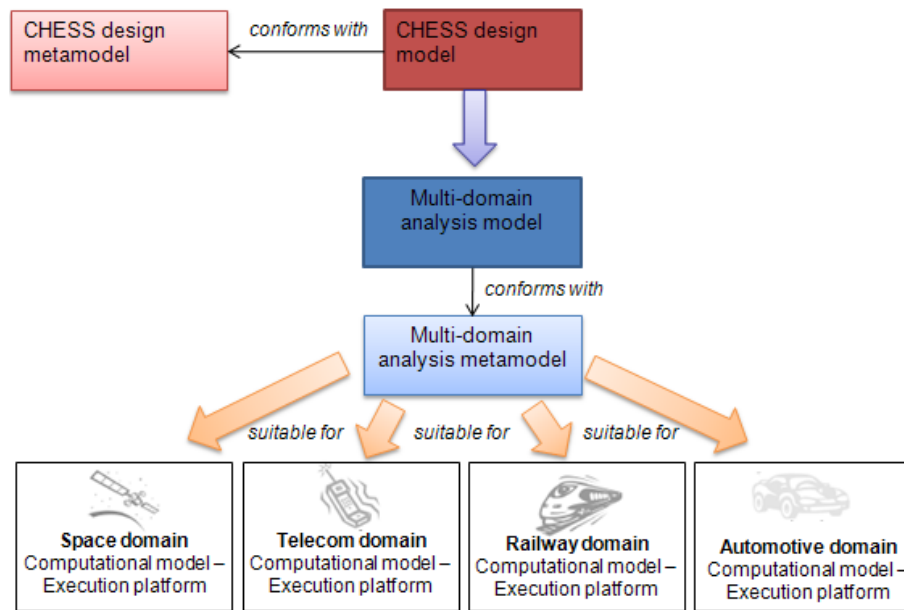 CHESS design
metamodel
conforms with
CHESS design
model
Multi-domain
analysis model
conforms with
Multi-domain
analysis metamodel
suitable for
suitable for
suitable for
Space domain
Computational model –
Execution platform
Telecom domain
Computational model –
Execution platform
Railway domain
Computational model –
Execution platform
Automotive domain
Computational model –
Execution platform